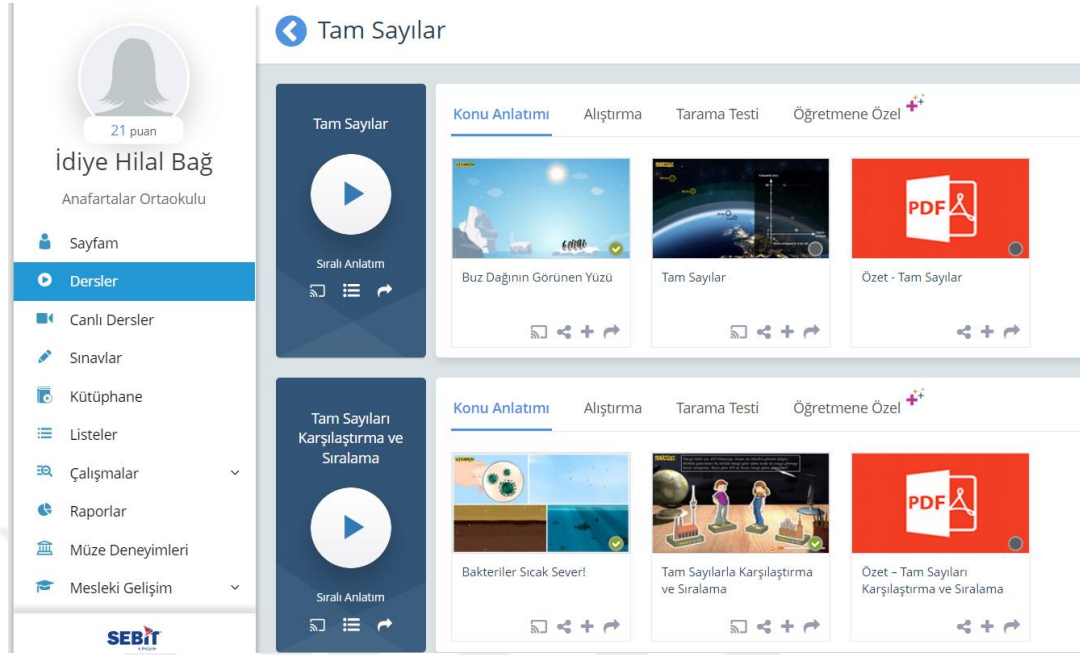 Tam Sayılar
21 puan
İdiye Hilal Bağ
Anafartalar Ortaokulu
Sayfam
Dersler
Canlı Dersler
Sınavlar
Kütüphane
Listeler
Çalışmalar
Raporlar
Müze Deneyimleri
Mesleki Gelişim
SEBİT
Tam Sayılar
Sıralı Anlatım
Konu Anlatımı Alıştırma Tarama Testi Öğretmene Özel
PDF
Buz Dağının Görünen Yüzü
Tam Sayılar
Özet - Tam Sayılar
Tam Sayıları
Karşılaştırma ve
Sıralama
Sıralı Anlatım
Konu Anlatımı Alıştırma Tarama Testi Öğretmene Özel
PDF
Bakteriler Sıcak Sever!
Tam Sayılarla Karşılaştırma
ve Sıralama
Özet – Tam Sayıları
Karşılaştırma ve Sıralama